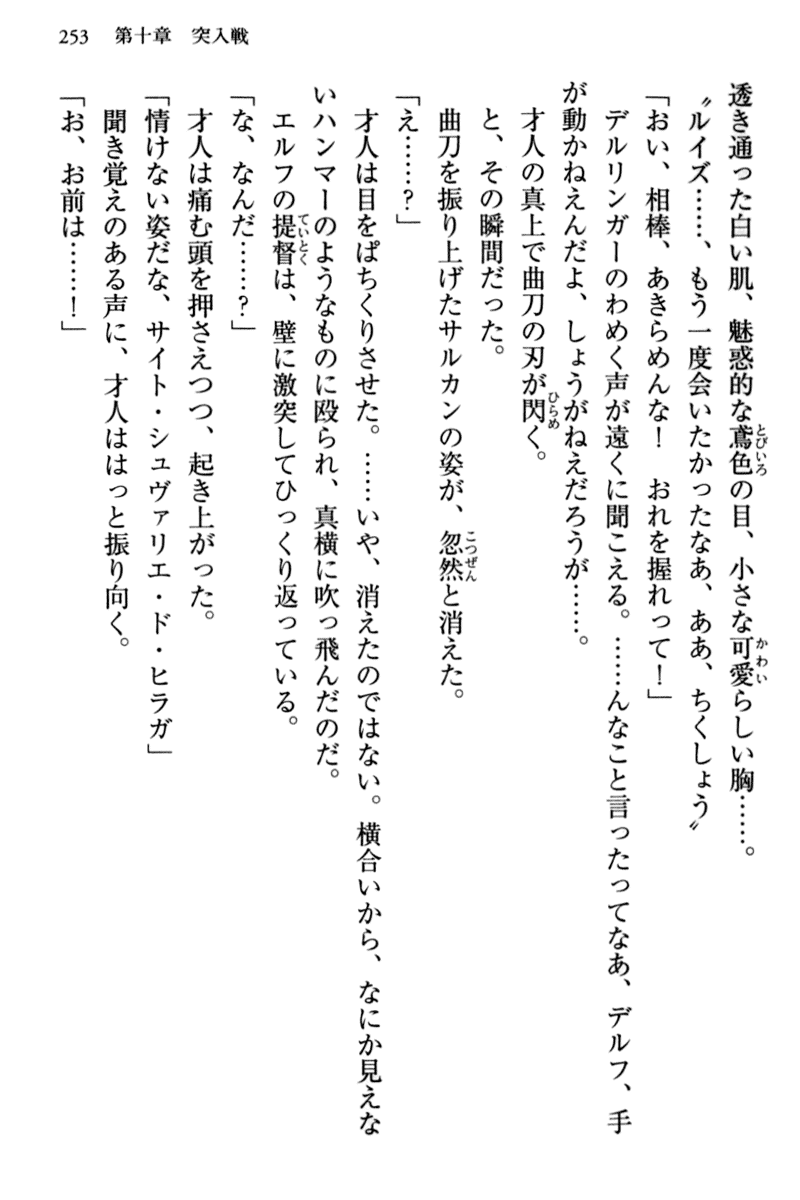 253　第十章　突入戦
透き通った白い肌、魅惑的な鳶色の目、小さな可愛らしい胸……。
〝ルイズ……、もう一度会いたかったなあ、ああ、ちくしょう〟
「おい、相棒、あきらめんな！　おれを握れって！」
　デルリンガーのわめく声が遠くに聞こえる。……んなこと言ったってなあ、デルフ、手
が動かねえんだよ、しょうがねえだろうが……。
　才人の真上で曲刀の刃が閃く。
　と、その瞬間だった。
　曲刀を振り上げたサルカンの姿が、忽然と消えた。
「え……？」
　才人は目をぱちくりさせた。……いや、消えたのではない。横合いから、なにか見えな
いハンマーのようなものに殴られ、真横に吹っ飛んだのだ。
　エルフの提督は、壁に激突してひっくり返っている。
「な、なんだ……？」
　才人は痛む頭を押さえつつ、起き上がった。
「情けない姿だな、サイト・シュヴァリエ・ド・ヒラガ」
　聞き覚えのある声に、才人ははっと振り向く。
「お、お前は……！」